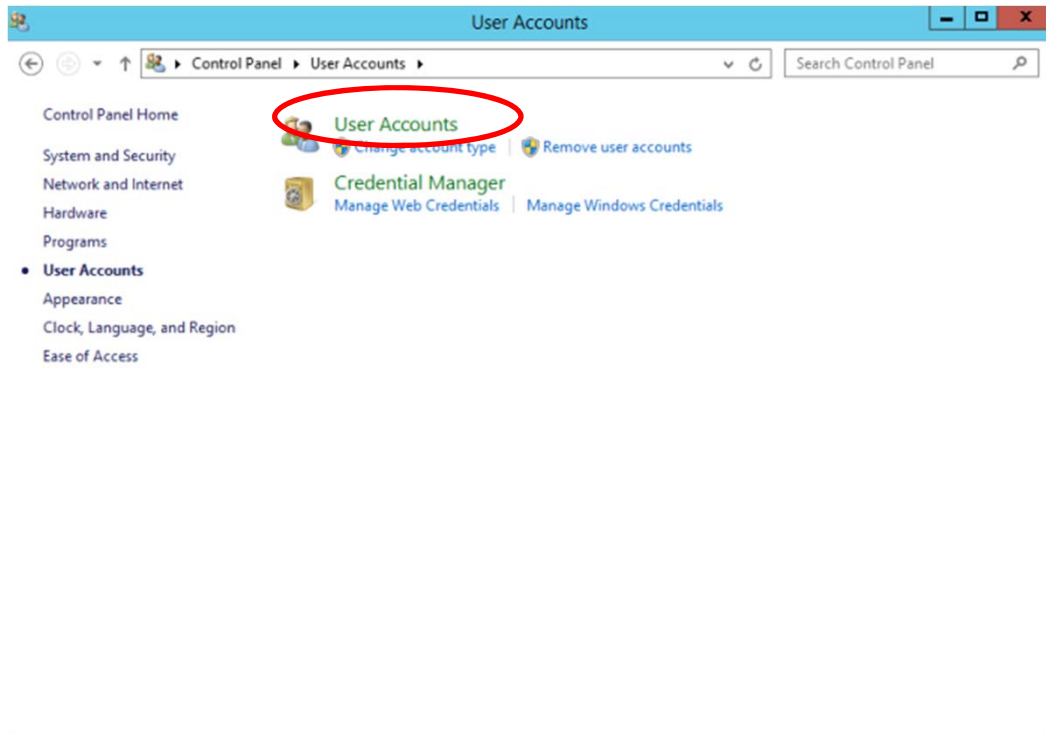 User Accounts
Control Panel User Accounts
Search Control Panel
Control Panel Home
System and Security
Network and Internet
Hardware
Programs
User Accounts
Appearance
Clock, Language, and Region
Ease of Access
User Accounts
Change account type Remove user accounts
Credential Manager
Manage Web Credentials Manage Windows Credentials